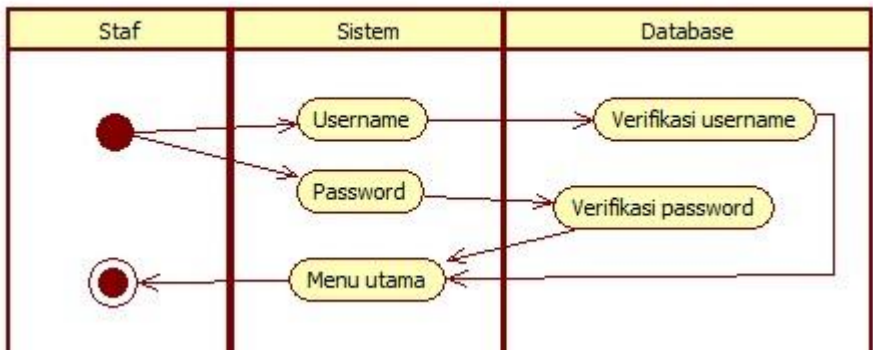 Staf
Sistem
Database
Username
Verifikasi username
Password
Verifikasi password
Menu utama